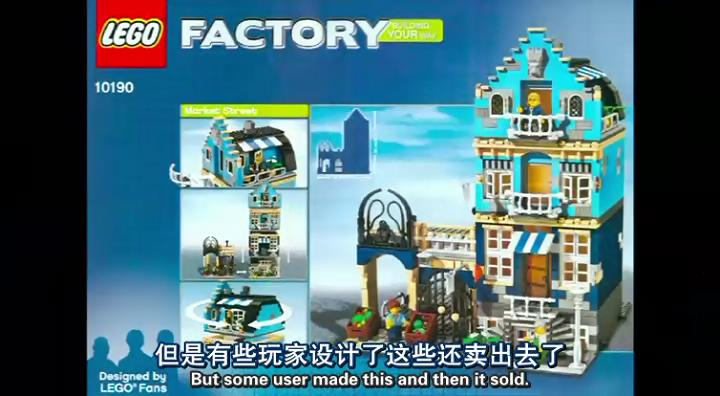 LEGO
FACTORY
BUILDING
YOUR WAY
10190
Market Street
但是有些玩家设计了这些还卖出去了
But some user made this and then it sold.
Designed by
LEGO® Fans